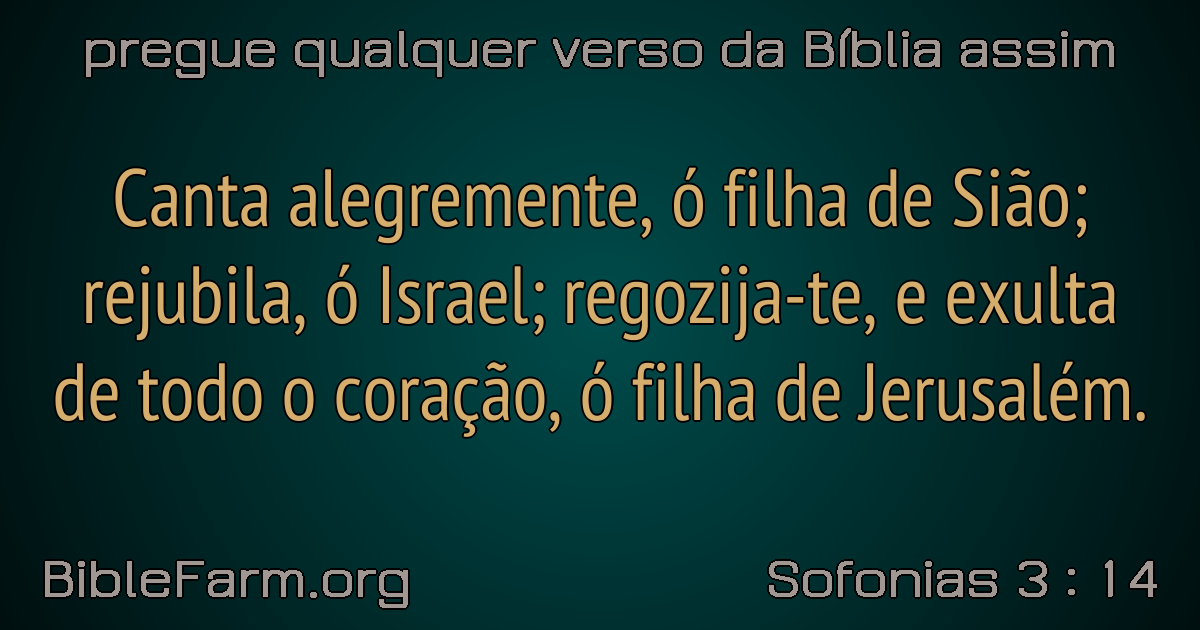 pregue qualquer verso da Bíblia assim
Canta alegremente, ó filha de Sião;
rejubila, ó Israel; regozija-te, e exulta
de todo o coração, ó filha de Jerusalém.
BibleFarm.org
Sofonias 3 : 14